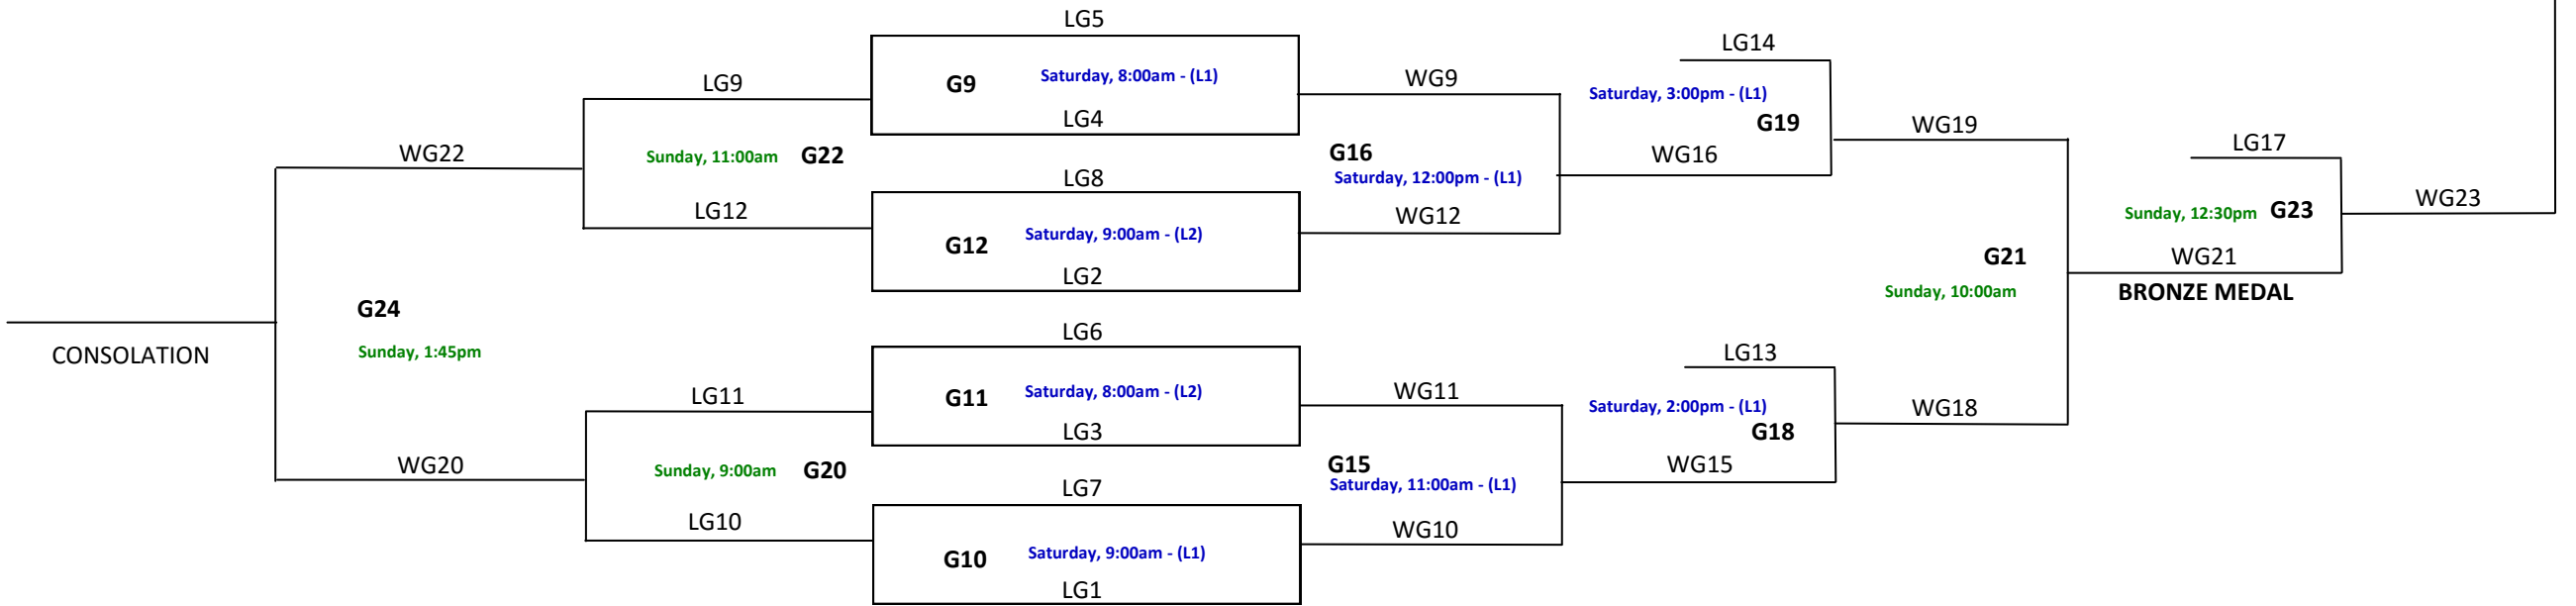 LG5
LG14
LG9
G9 Saturday, 8:00am - (L1)
WG9
Saturday, 3:00pm - (L1)
LG4
G19
WG19
WG22
Sunday, 11:00am G22
G16
WG16
LG17
LG8
Saturday, 12:00pm - (L1)
LG12
WG12
Sunday, 12:30pm G23
WG23
G12 Saturday, 9:00am - (L2)
LG2
G21
WG21
Sunday, 10:00am
BRONZE MEDAL
G24
LG6
CONSOLATION
Sunday, 1:45pm
LG13
LG11
G11 Saturday, 8:00am - (L2)
WG11
Saturday, 2:00pm - (L1)
WG18
LG3
G18
WG20
Sunday, 9:00am G20
G15
WG15
LG7
Saturday, 11:00am - (L1)
LG10
WG10
G10 Saturday, 9:00am - (L1)
LG1